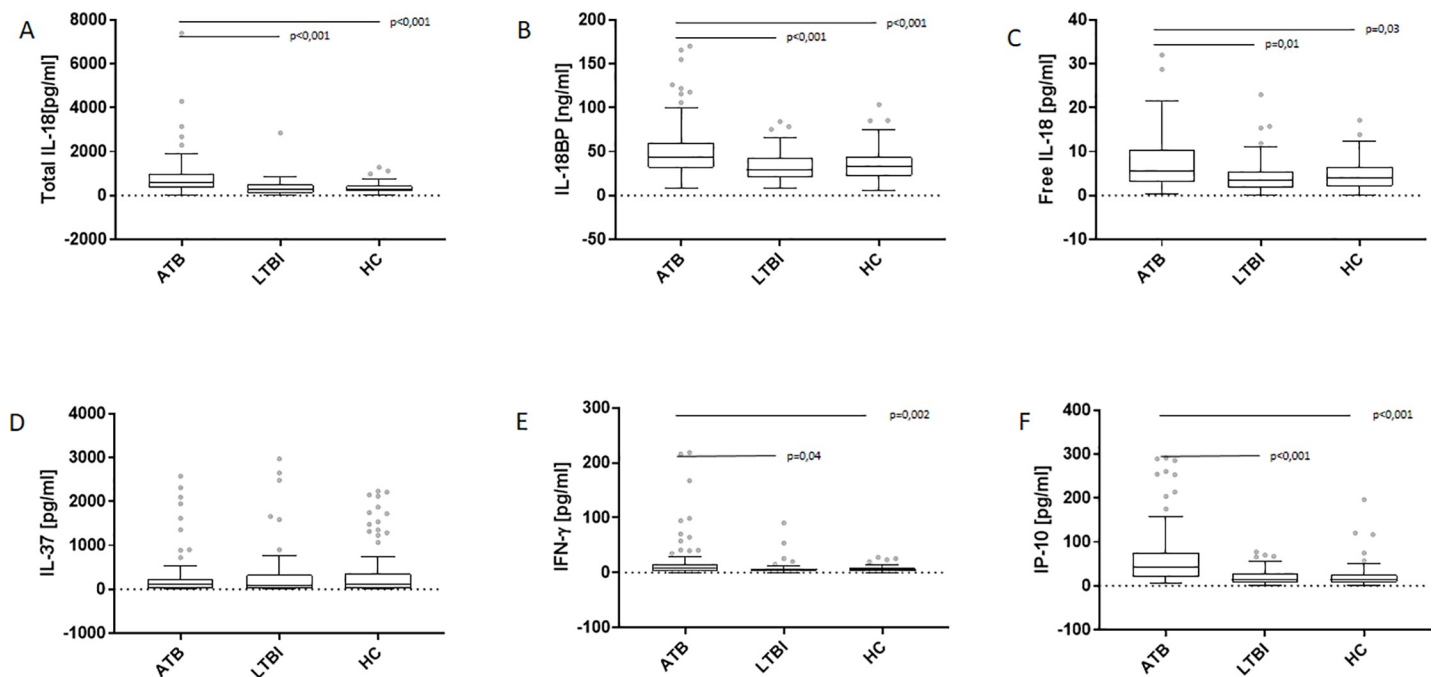 A
Total IL-18[pg/ml]
8000
6000
4000
2000
0
-2000
p<0,001
p<0,001
ATB
LTBI
HC
B
IL-18BP [ng/ml]
200
150
100
50
0
-50
p<0,001
p<0,001
ATB
LTBI
HC
C
Free IL-18 [pg/ml]
40
30
20
10
0
-10
p=0,03
p=0,01
ATB
LTBI
HC
D
IL-37 [pg/ml]
4000
3000
2000
1000
0
-1000
ATB
LTBI
HC
E
IFN-γ [pg/ml]
300
200
100
0
-100
p=0,002
p=0,04
ATB
LTBI
HC
F
IP-10 [pg/ml]
400
300
200
100
0
-100
p<0,001
p<0,001
ATB
LTBI
HC